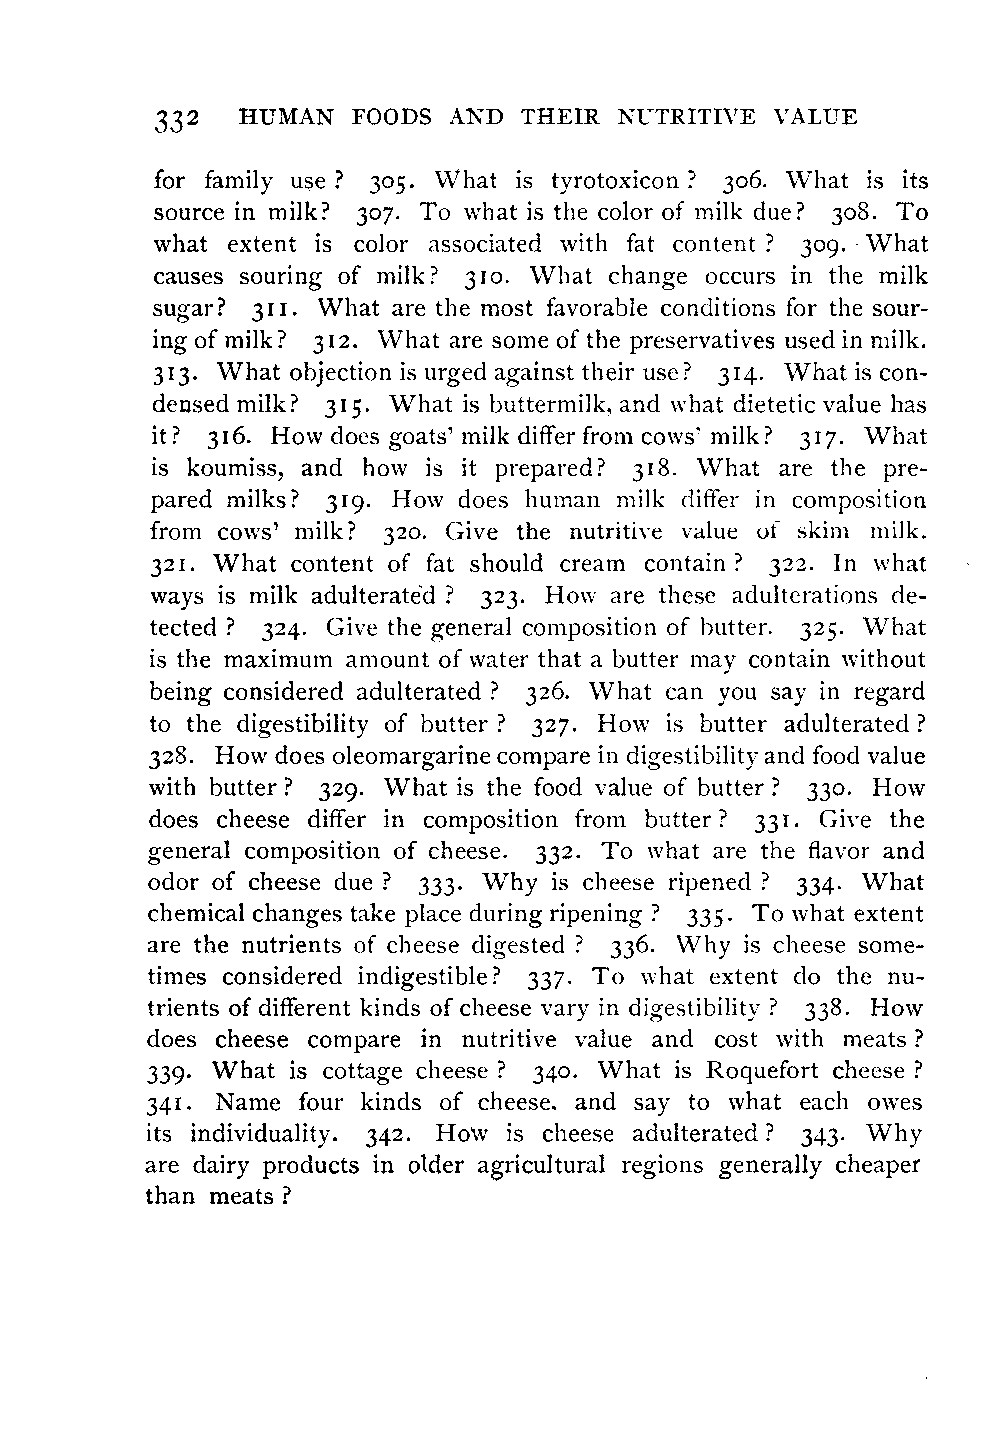 332 HUMAN FOODS AND THEIR NUTRITIVE VALUE
for family use? 305. What is tyrotoxicon? 306. What is its
source in milk? 307. To what is the color of milk due? 308. To
what extent is color associated with fat content? 309. What
causes souring of milk? 310. What change occurs in the milk
sugar? 311. What are the most favorable conditions for the sour-
ing of milk? 312. What are some of the preservatives used in milk.
313. What objection is urged against their use? 314. What is con-
densed milk? 315. What is buttermilk, and what dietetic value has
it? 316. How does goats' milk differ from cows' milk? 317. What
is koumiss, and how is it prepared? 318. What are the pre-
pared milks? 319. How does human milk differ in composition
from cows' milk? 320. Give the nutritive value of skim milk.
321. What content of fat should cream contain? 322. In what
ways is milk adulterated? 323. How are these adulterations de-
tected? 324. Give the general composition of butter. 325. What
is the maximum amount of water that a butter may contain without
being considered adulterated? 326. What can you say in regard
to the digestibility of butter? 327. How is butter adulterated?
328. How does oleomargarine compare in digestibility and food value
with butter? 329. What is the food value of butter? 330. How
does cheese differ in composition from butter? 331. Give the
general composition of cheese. 332. To what are the flavor and
odor of cheese due? 333. Why is cheese ripened? 334. What
chemical changes take place during ripening? 335. To what extent
are the nutrients of cheese digested? 336. Why is cheese some-
times considered indigestible? 337. To what extent do the nu-
trients of different kinds of cheese vary in digestibility? 338. How
does cheese compare in nutritive value and cost with meats?
339. What is cottage cheese? 340. What is Roquefort cheese?
341. Name four kinds of cheese. and say to what each owes
its individuality. 342. How is cheese adulterated? 343. Why
are dairy products in older agricultural regions generally cheaper
than meats?